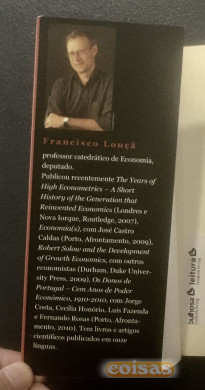 Francisco Louçã
professor catedrático de Economia,
deputado.
Publicou recentemente The Years of
High Econometrics – A Short
History of the Generation that
Reinvented Economics (Londres e
Nova Iorque, Routledge, 2007),
Economia(s), com José Castro
Caldas (Porto, Afrontamento, 2009),
Robert Solow and the Development
of Growth Economics, com outros
economistas (Durham, Duke Univer-
sity Press, 2009), Os Donos de
Portugal – Cem Anos de Poder
Económico, 1910-2010, com Jorge
Costa, Cecília Honório, Luís Fazenda
e Fernando Rosas (Porto, Afronta-
mento, 2010). Tem livros e artigos
científicos publicados em onze
línguas.
bulhosa
leitura
coisas